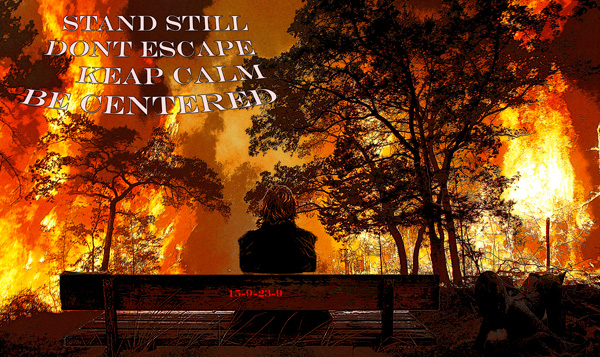 STAND STILL
DONT ESCAPE
KEAP CALM
BE CENTERED
15-9-23-9